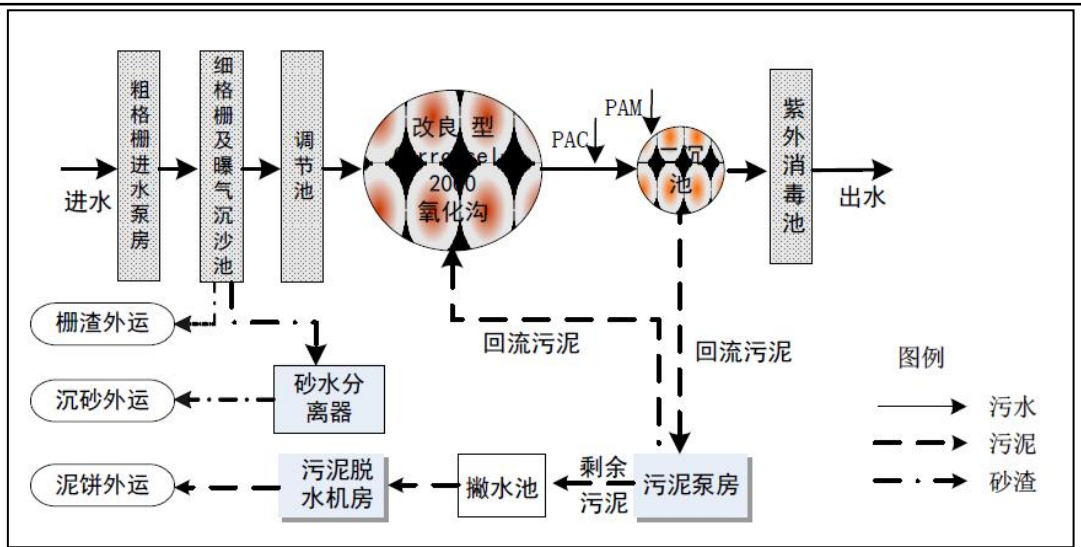 进水
粗格栅进水泵房
细格栅及曝气沉沙池
调节池
改良 型
2000
氧化沟
PAC
PAM
二沉
池
紫外消毒池
出水
栅渣外运
沉砂外运
泥饼外运
砂水分
离器
污泥脱
水机房
撇水池
剩余
污泥
污泥泵房
回流污泥
回流污泥
图例
污水
污泥
砂渣